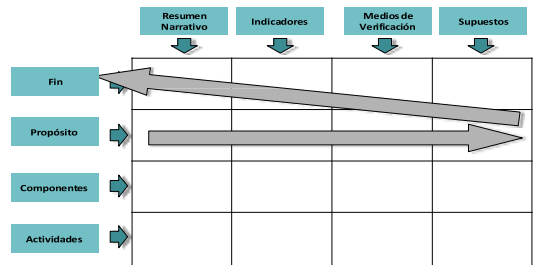 Resumen
Narrativo
Indicadores
Medios de
Verificación
Supuestos
Fin
Propósito
Componentes
Actividades